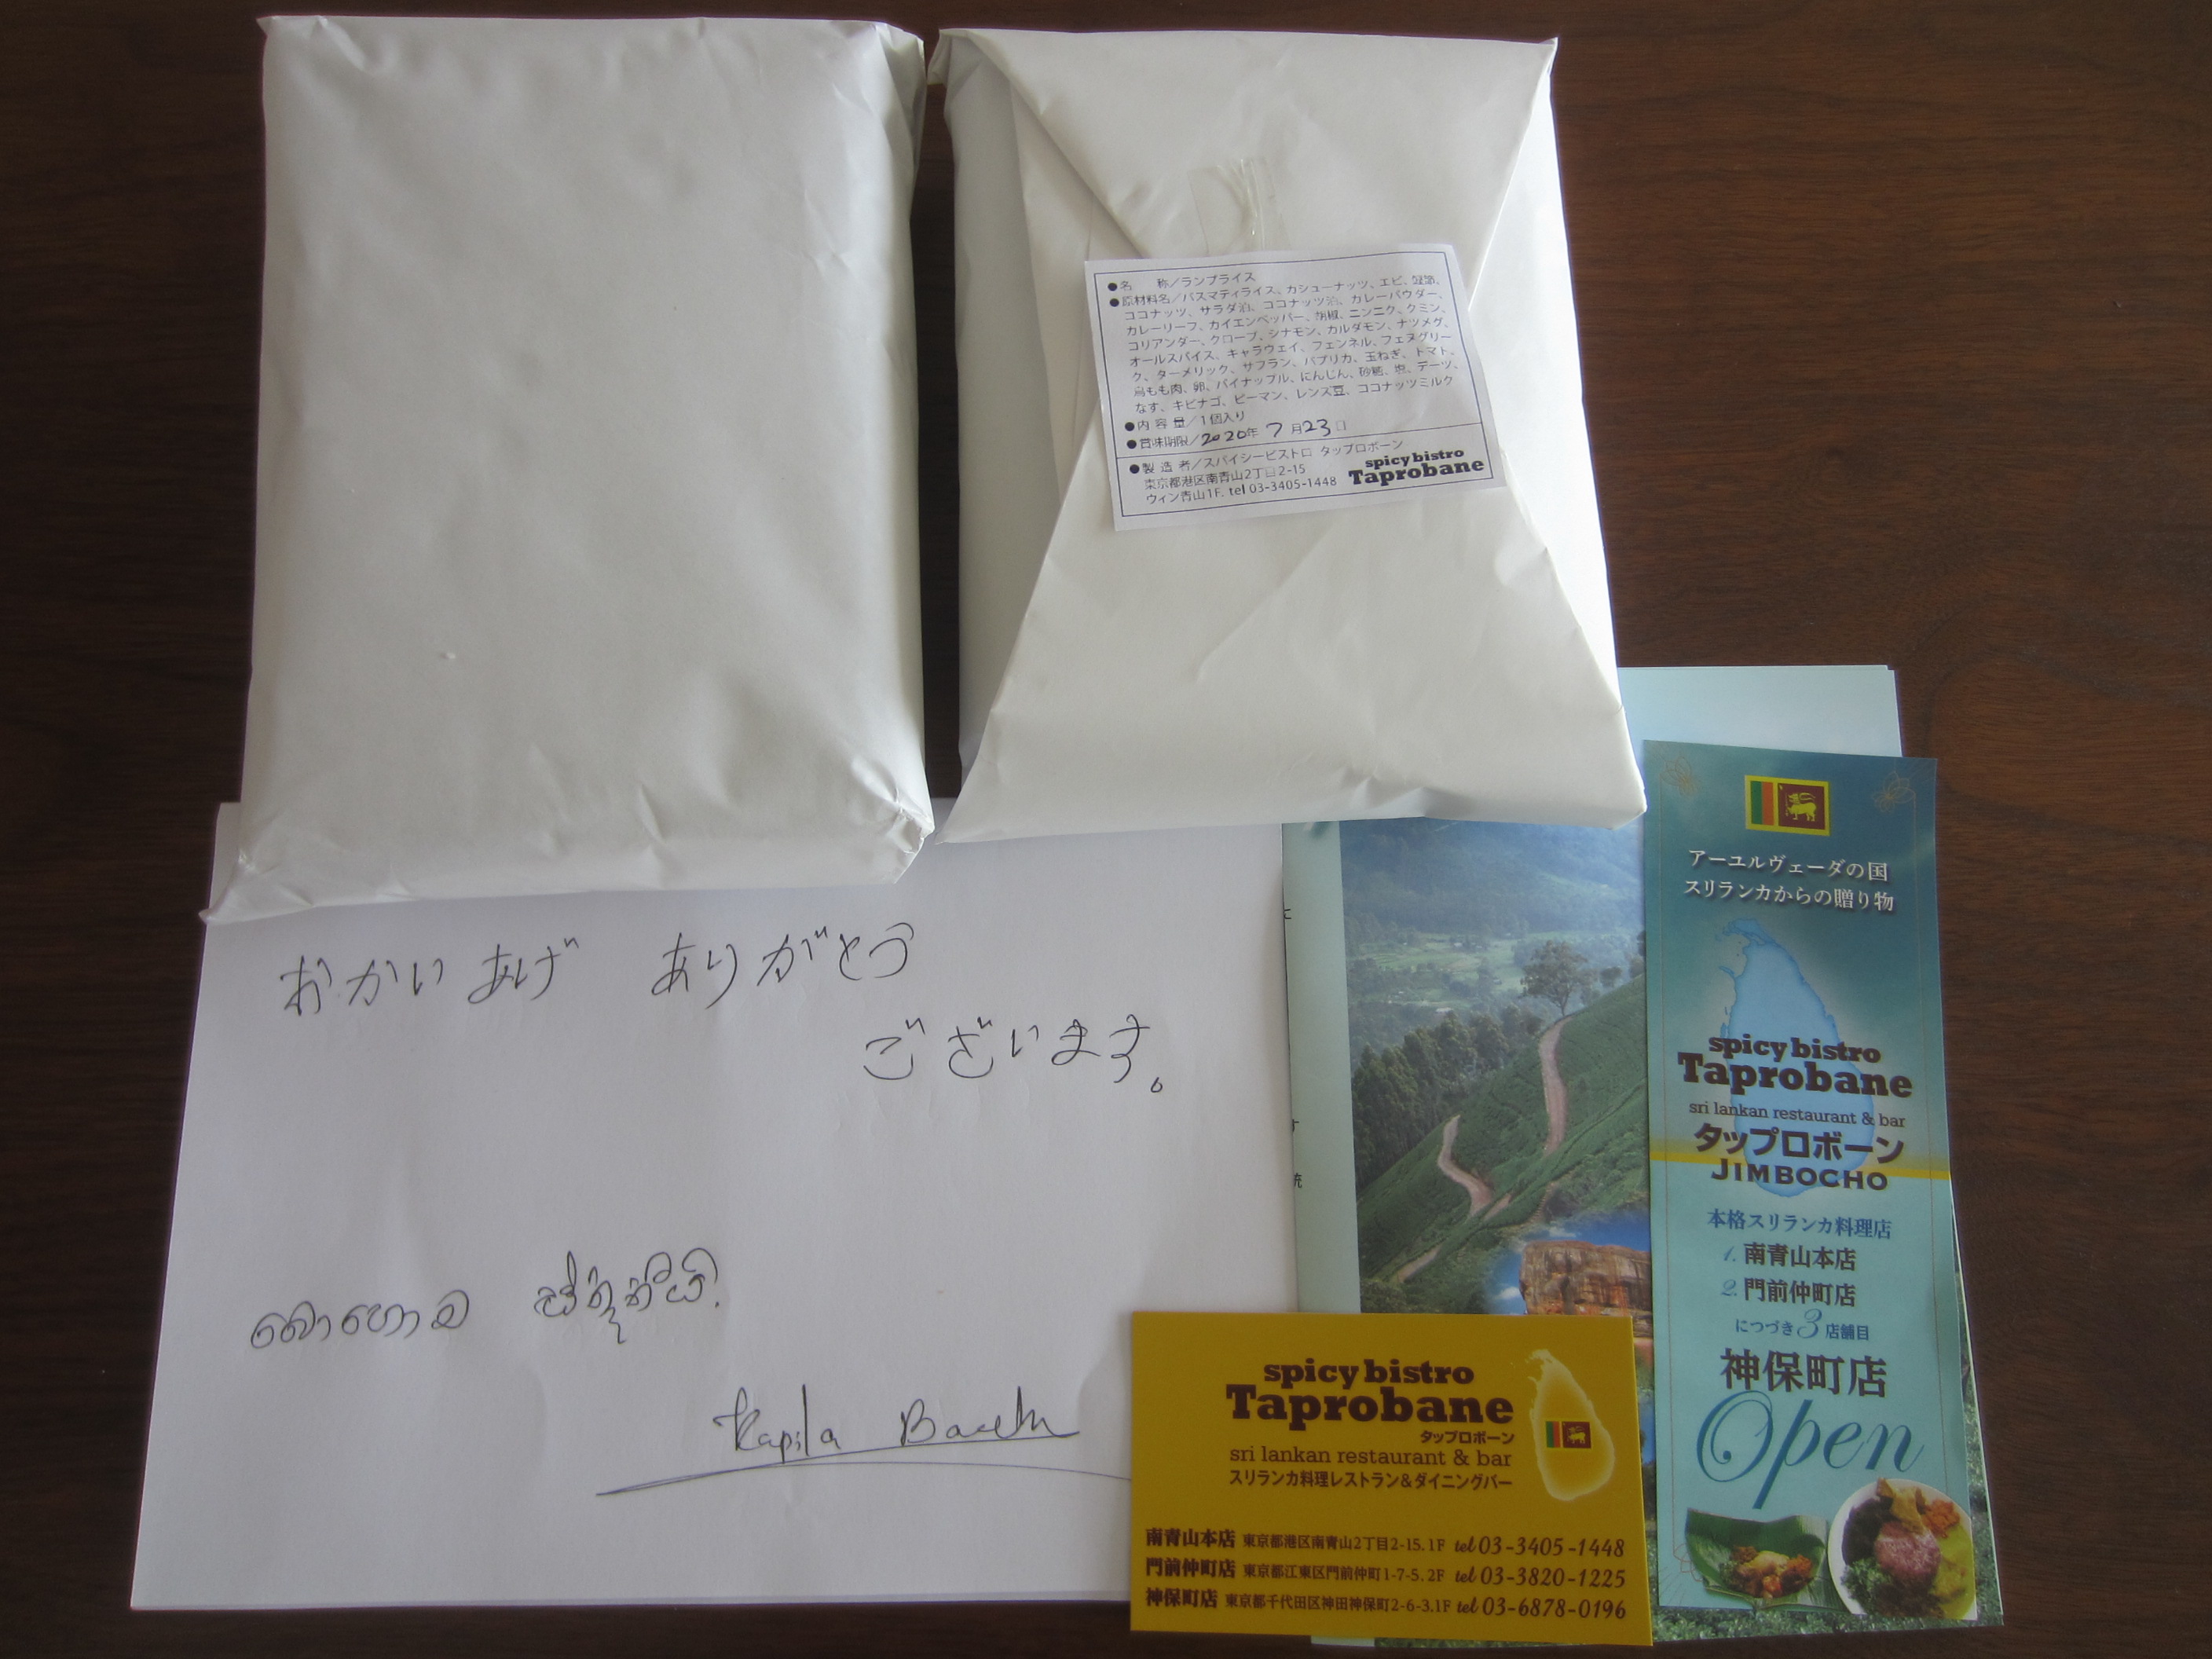 ●名　称／ランプライス
●原材料名／バスマティライス、カシューナッツ、エビ、豆類、
ココナッツ、サラダ油、ココナッツ油、カレーパウダー、
カレーリーフ、カイエンペッパー、胡椒、ニンニク、クミン、
コリアンダー、クローブ、シナモン、カルダモン、ナツメグ、
オールスパイス、キャラウェイ、フェンネル、フェヌグリー
ク、ターメリック、サフラン、パプリカ、玉ねぎ、トマト、
鳥もも肉、卵、パイナップル、にんじん、砂糖、塩、デーツ、
なす、キビナゴ、ピーマン、レンズ豆、ココナッツミルク
●内容量／1個入り
●賞味期限／2020年7月23日
●製造者／スパイシービストロ タップロボーン
東京都港区南青山2丁目2-15
ウィン青山1F. tel 03-3405-1448
spicy bistro
Taprobane
おかいあげ ありがとう
ございます。
බොහොම ස්තූතියි.
Kapila
アーユルヴェーダの国
スリランカからの贈り物
spicy bistro
Taprobane
sri lankan restaurant & bar
タップロボーン
JIMBOCHO
本格スリランカ料理店
1. 南青山本店
2. 門前仲町店
につづき3店舗目
神保町店
Open
spicy bistro
Taprobane
タップロボーン
sri lankan restaurant & bar
スリランカ料理レストラン&ダイニングバー
南青山本店 東京都港区南青山2丁目2-15.1F tel 03-3405-1448
門前仲町店 東京都江東区門前仲町1-7-5.2F tel 03-3820-1225
神保町店 東京都千代田区神田神保町2-6-3.1F tel 03-6878-0196